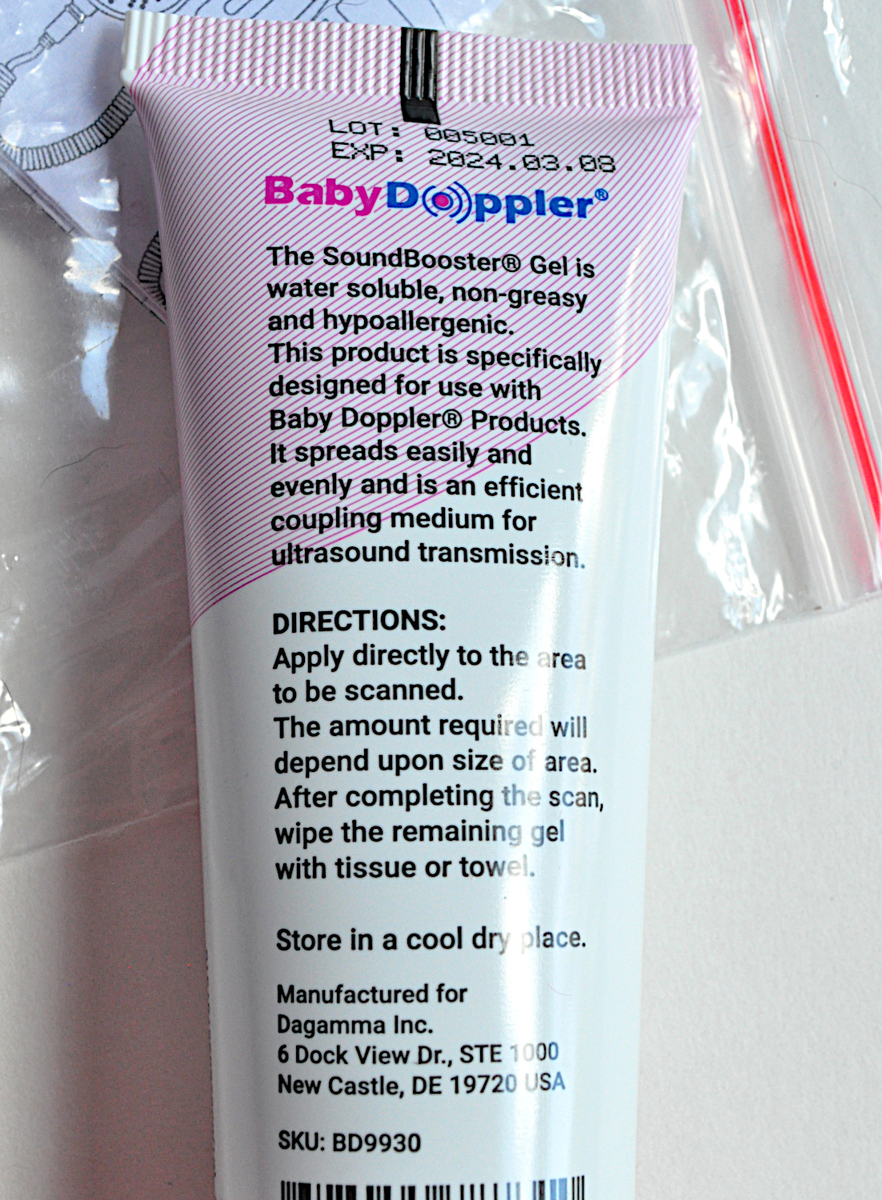 LOT: 005001
EXP: 2024.03.08
BabyDoppler®
The SoundBooster® Gel is
water soluble, non-greasy
and hypoallergenic.
This product is specifically
designed for use with
Baby Doppler® Products.
It spreads easily and
evenly and is an efficient
coupling medium for
ultrasound transmission.
DIRECTIONS:
Apply directly to the area
to be scanned.
The amount required will
depend upon size of area.
After completing the scan,
wipe the remaining gel
with tissue or towel.
Store in a cool dry place.
Manufactured for
Dagamma Inc.
6 Dock View Dr., STE 1000
New Castle, DE 19720 USA
SKU: BD9930